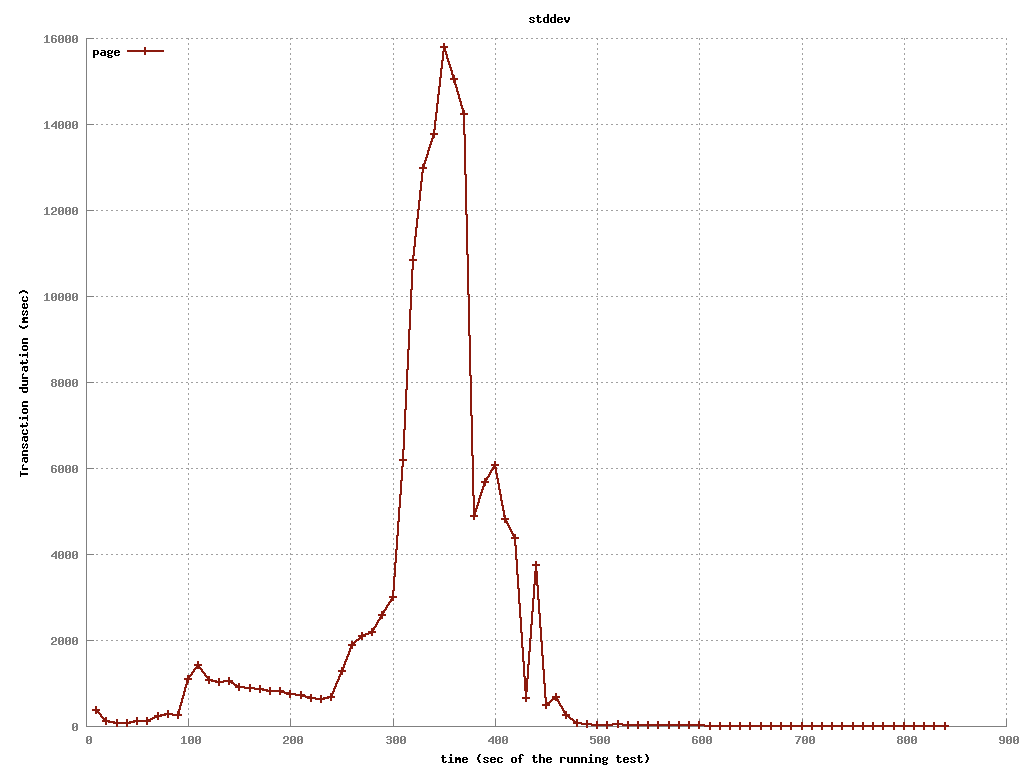 stddev
page
16000
14000
12000
10000
8000
6000
4000
2000
0
Transaction duration (msec)
0 100 200 300 400 500 600 700 800 900
time (sec of the running test)